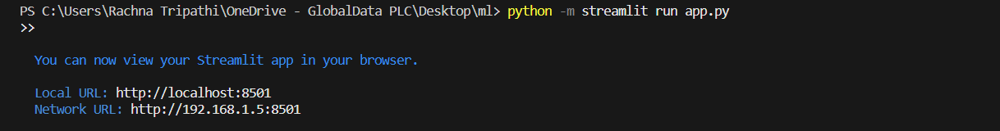 PS C:\Users\Rachna Tripathi\OneDrive - GlobalData PLC\Desktop\ml> python -m streamlit run app.py
>>
You can now view your Streamlit app in your browser.
Local URL: http://localhost:8501
Network URL: http://192.168.1.5:8501